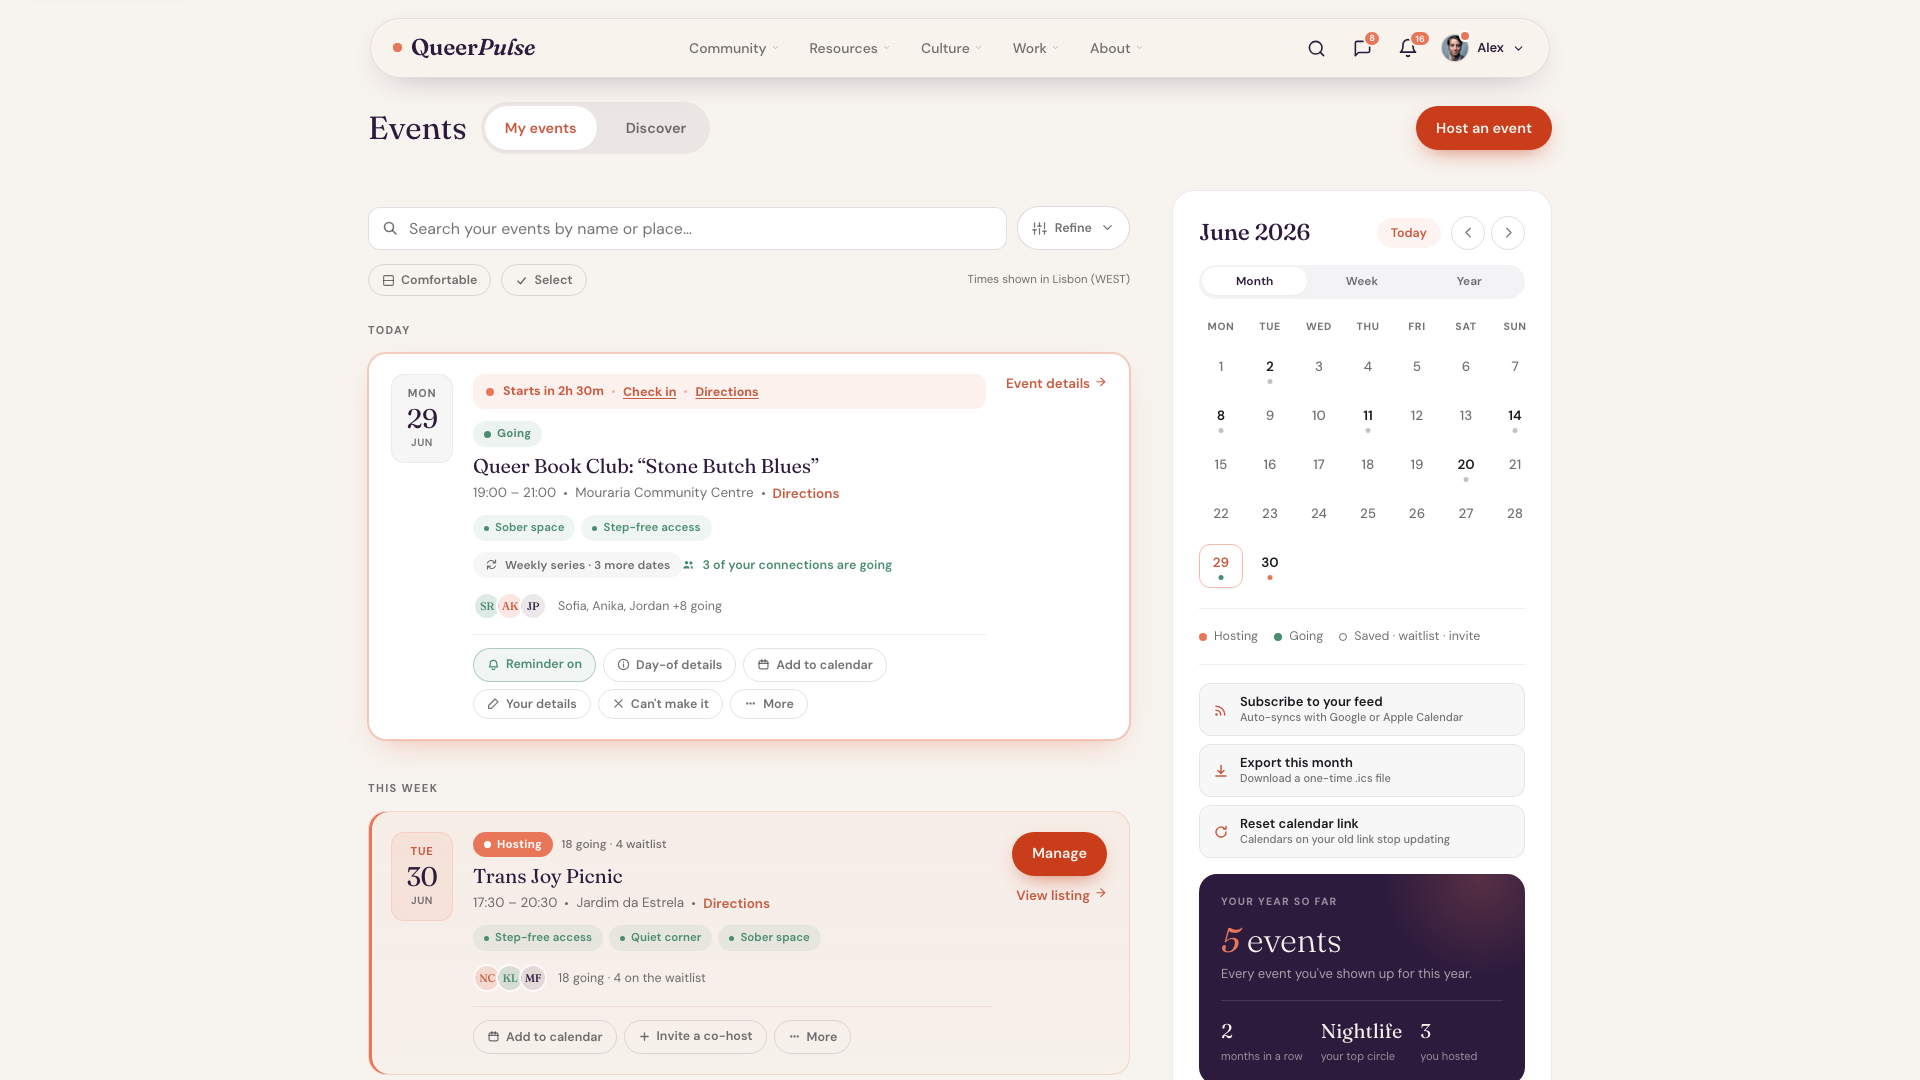 QueerPulse
Community
Resources
Culture
Work
About
8
16
Alex
Events
My events
Discover
Host an event
Search your events by name or place...
Refine
Comfortable
Select
Times shown in Lisbon (WEST)
TODAY
MON
29
JUN
Starts in 2h 30m • Check in • Directions
Event details →
Going
Queer Book Club: “Stone Butch Blues”
19:00 – 21:00 • Mouraria Community Centre • Directions
Sober space
Step-free access
Weekly series · 3 more dates
3 of your connections are going
SR AK JP
Sofia, Anika, Jordan +8 going
Reminder on
Day-of details
Add to calendar
Your details
Can't make it
More
THIS WEEK
TUE
30
JUN
Hosting
18 going · 4 waitlist
Manage
Trans Joy Picnic
View listing →
17:30 – 20:30 • Jardim da Estrela • Directions
Step-free access
Quiet corner
Sober space
NC KL MF
18 going · 4 on the waitlist
Add to calendar
Invite a co-host
More
June 2026
Today
Month
Week
Year
MON TUE WED THU FRI SAT SUN
1 2 3 4 5 6 7
8 9 10 11 12 13 14
15 16 17 18 19 20 21
22 23 24 25 26 27 28
29 30
Hosting
Going
Saved · waitlist · invite
Subscribe to your feed
Auto-syncs with Google or Apple Calendar
Export this month
Download a one-time .ics file
Reset calendar link
Calendars on your old link stop updating
YOUR YEAR SO FAR
5 events
Every event you've shown up for this year.
2
months in a row
Nightlife
your top circle
3
you hosted